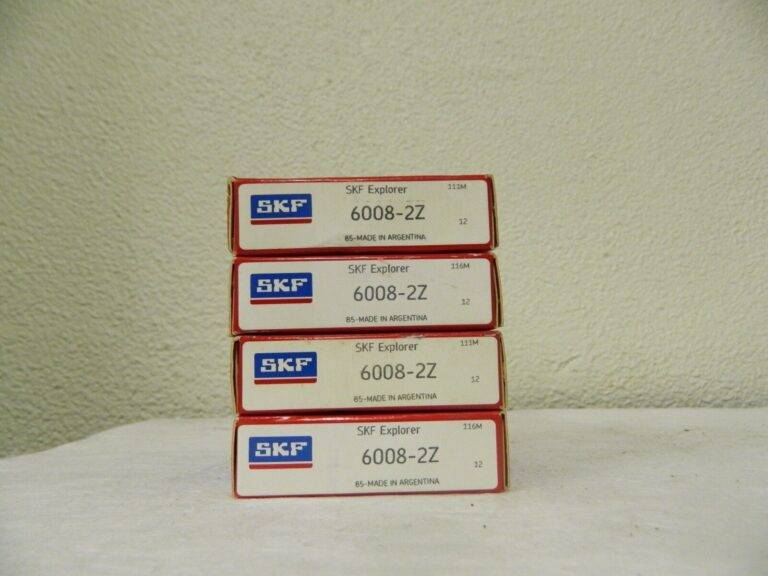 SKF Explorer 111M
SKF
6008-2Z
12
85-MADE IN ARGENTINA
SKF Explorer 116M
SKF
6008-2Z
12
85-MADE IN ARGENTINA
SKF Explorer 111M
SKF
6008-2Z
12
85-MADE IN ARGENTINA
SKF Explorer 116M
SKF
6008-2Z
12
85-MADE IN ARGENTINA